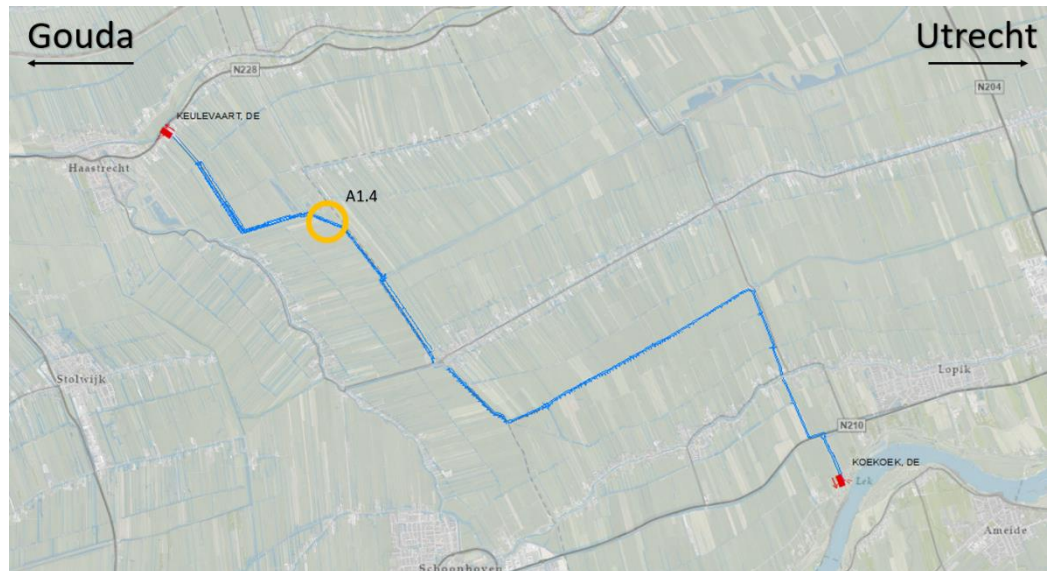 Gouda
Utrecht
N228
N204
KEULEVAART, DE
Haastrecht
A1.4
Stolwijk
Lopik
N210
KOEKOEK, DE
Lek
Ameide
Schoonhoven